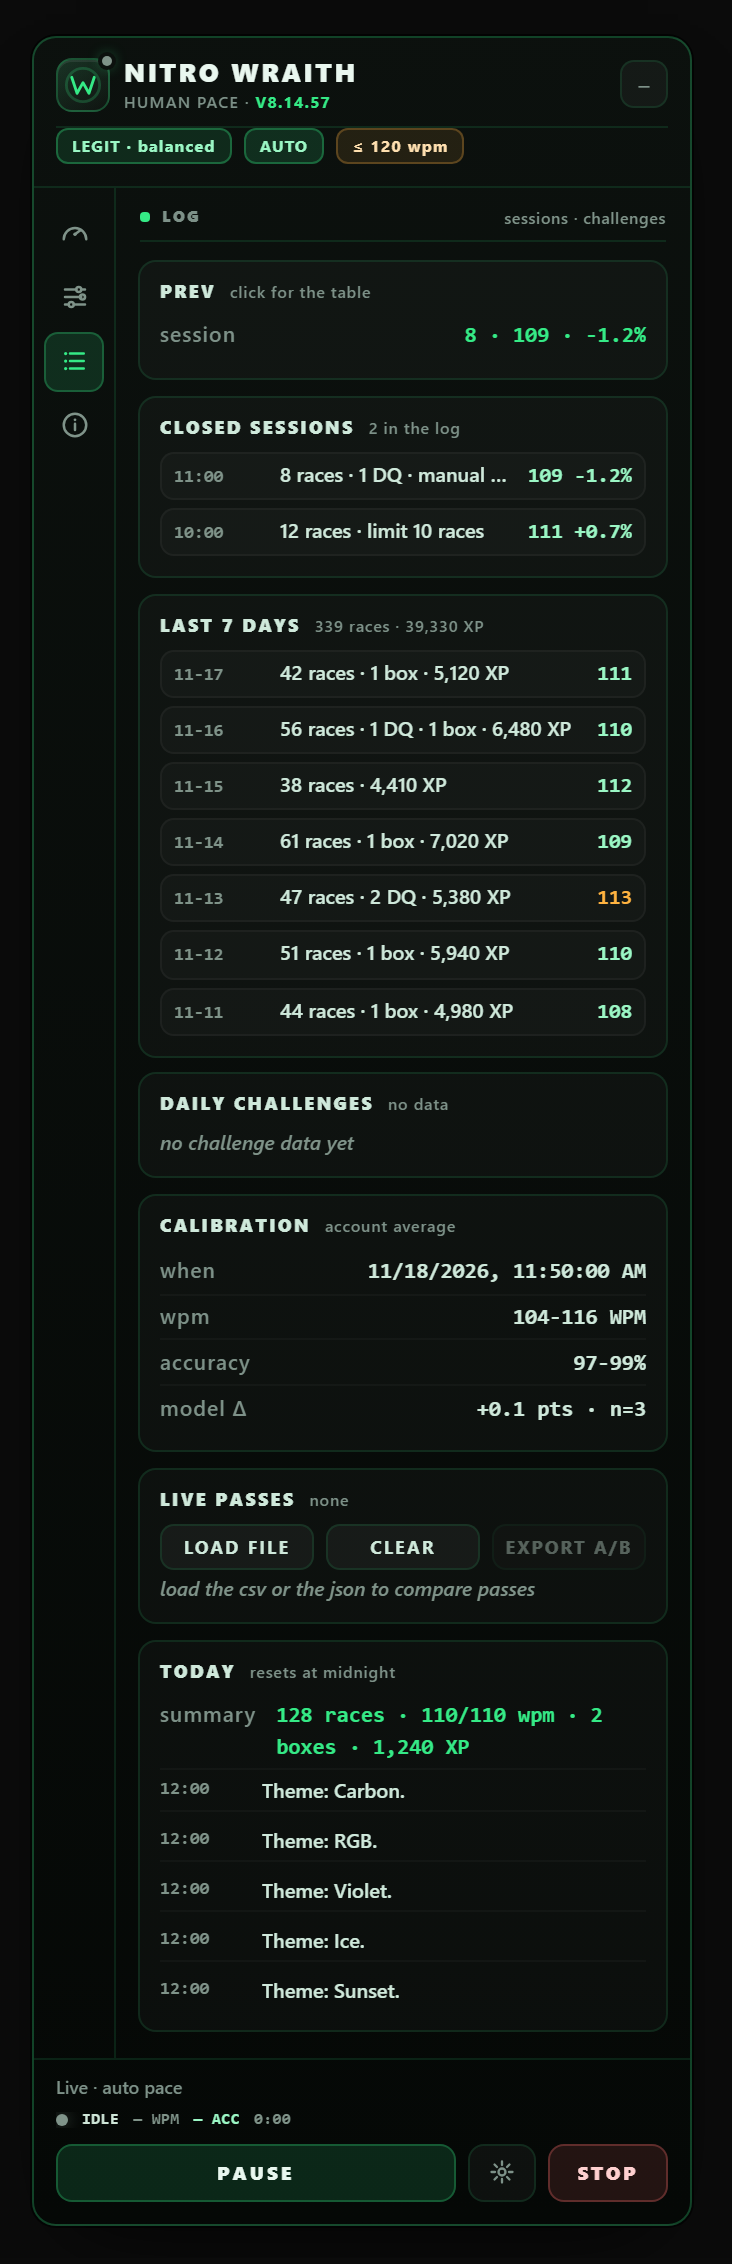 NITRO WRAITH
HUMAN PACE · V8.14.57
–
LEGIT · balanced AUTO ≤ 120 wpm
LOG sessions · challenges
PREV click for the table
session 8 · 109 · -1.2%
CLOSED SESSIONS 2 in the log
11:00 8 races · 1 DQ · manual ... 109 -1.2%
10:00 12 races · limit 10 races 111 +0.7%
LAST 7 DAYS 339 races · 39,330 XP
11-17 42 races · 1 box · 5,120 XP 111
11-16 56 races · 1 DQ · 1 box · 6,480 XP 110
11-15 38 races · 4,410 XP 112
11-14 61 races · 1 box · 7,020 XP 109
11-13 47 races · 2 DQ · 5,380 XP 113
11-12 51 races · 1 box · 5,940 XP 110
11-11 44 races · 1 box · 4,980 XP 108
DAILY CHALLENGES no data
no challenge data yet
CALIBRATION account average
when 11/18/2026, 11:50:00 AM
wpm 104-116 WPM
accuracy 97-99%
model Δ +0.1 pts · n=3
LIVE PASSES none
LOAD FILE CLEAR EXPORT A/B
load the csv or the json to compare passes
TODAY resets at midnight
summary 128 races · 110/110 wpm · 2
boxes · 1,240 XP
12:00 Theme: Carbon.
12:00 Theme: RGB.
12:00 Theme: Violet.
12:00 Theme: Ice.
12:00 Theme: Sunset.
Live · auto pace
IDLE – WPM – ACC 0:00
PAUSE STOP